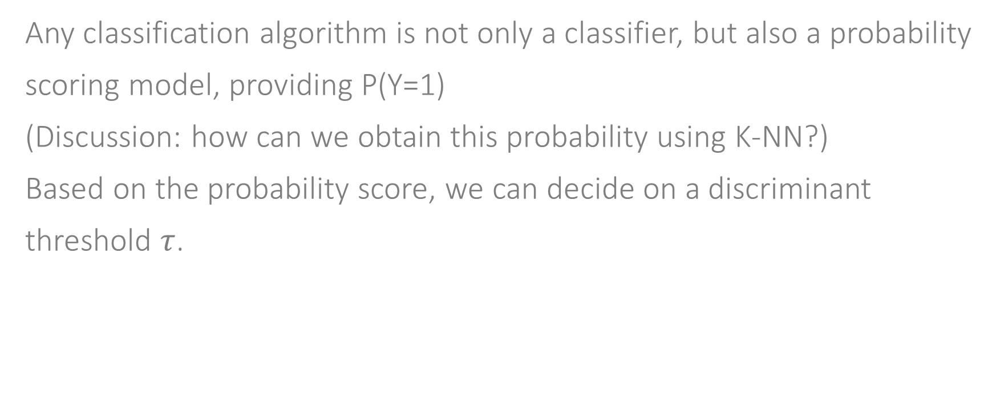 Any classification algorithm is not only a classifier, but also a probability
scoring model, providing P(Y=1)
(Discussion: how can we obtain this probability using K-NN?)
Based on the probability score, we can decide on a discriminant
threshold τ.